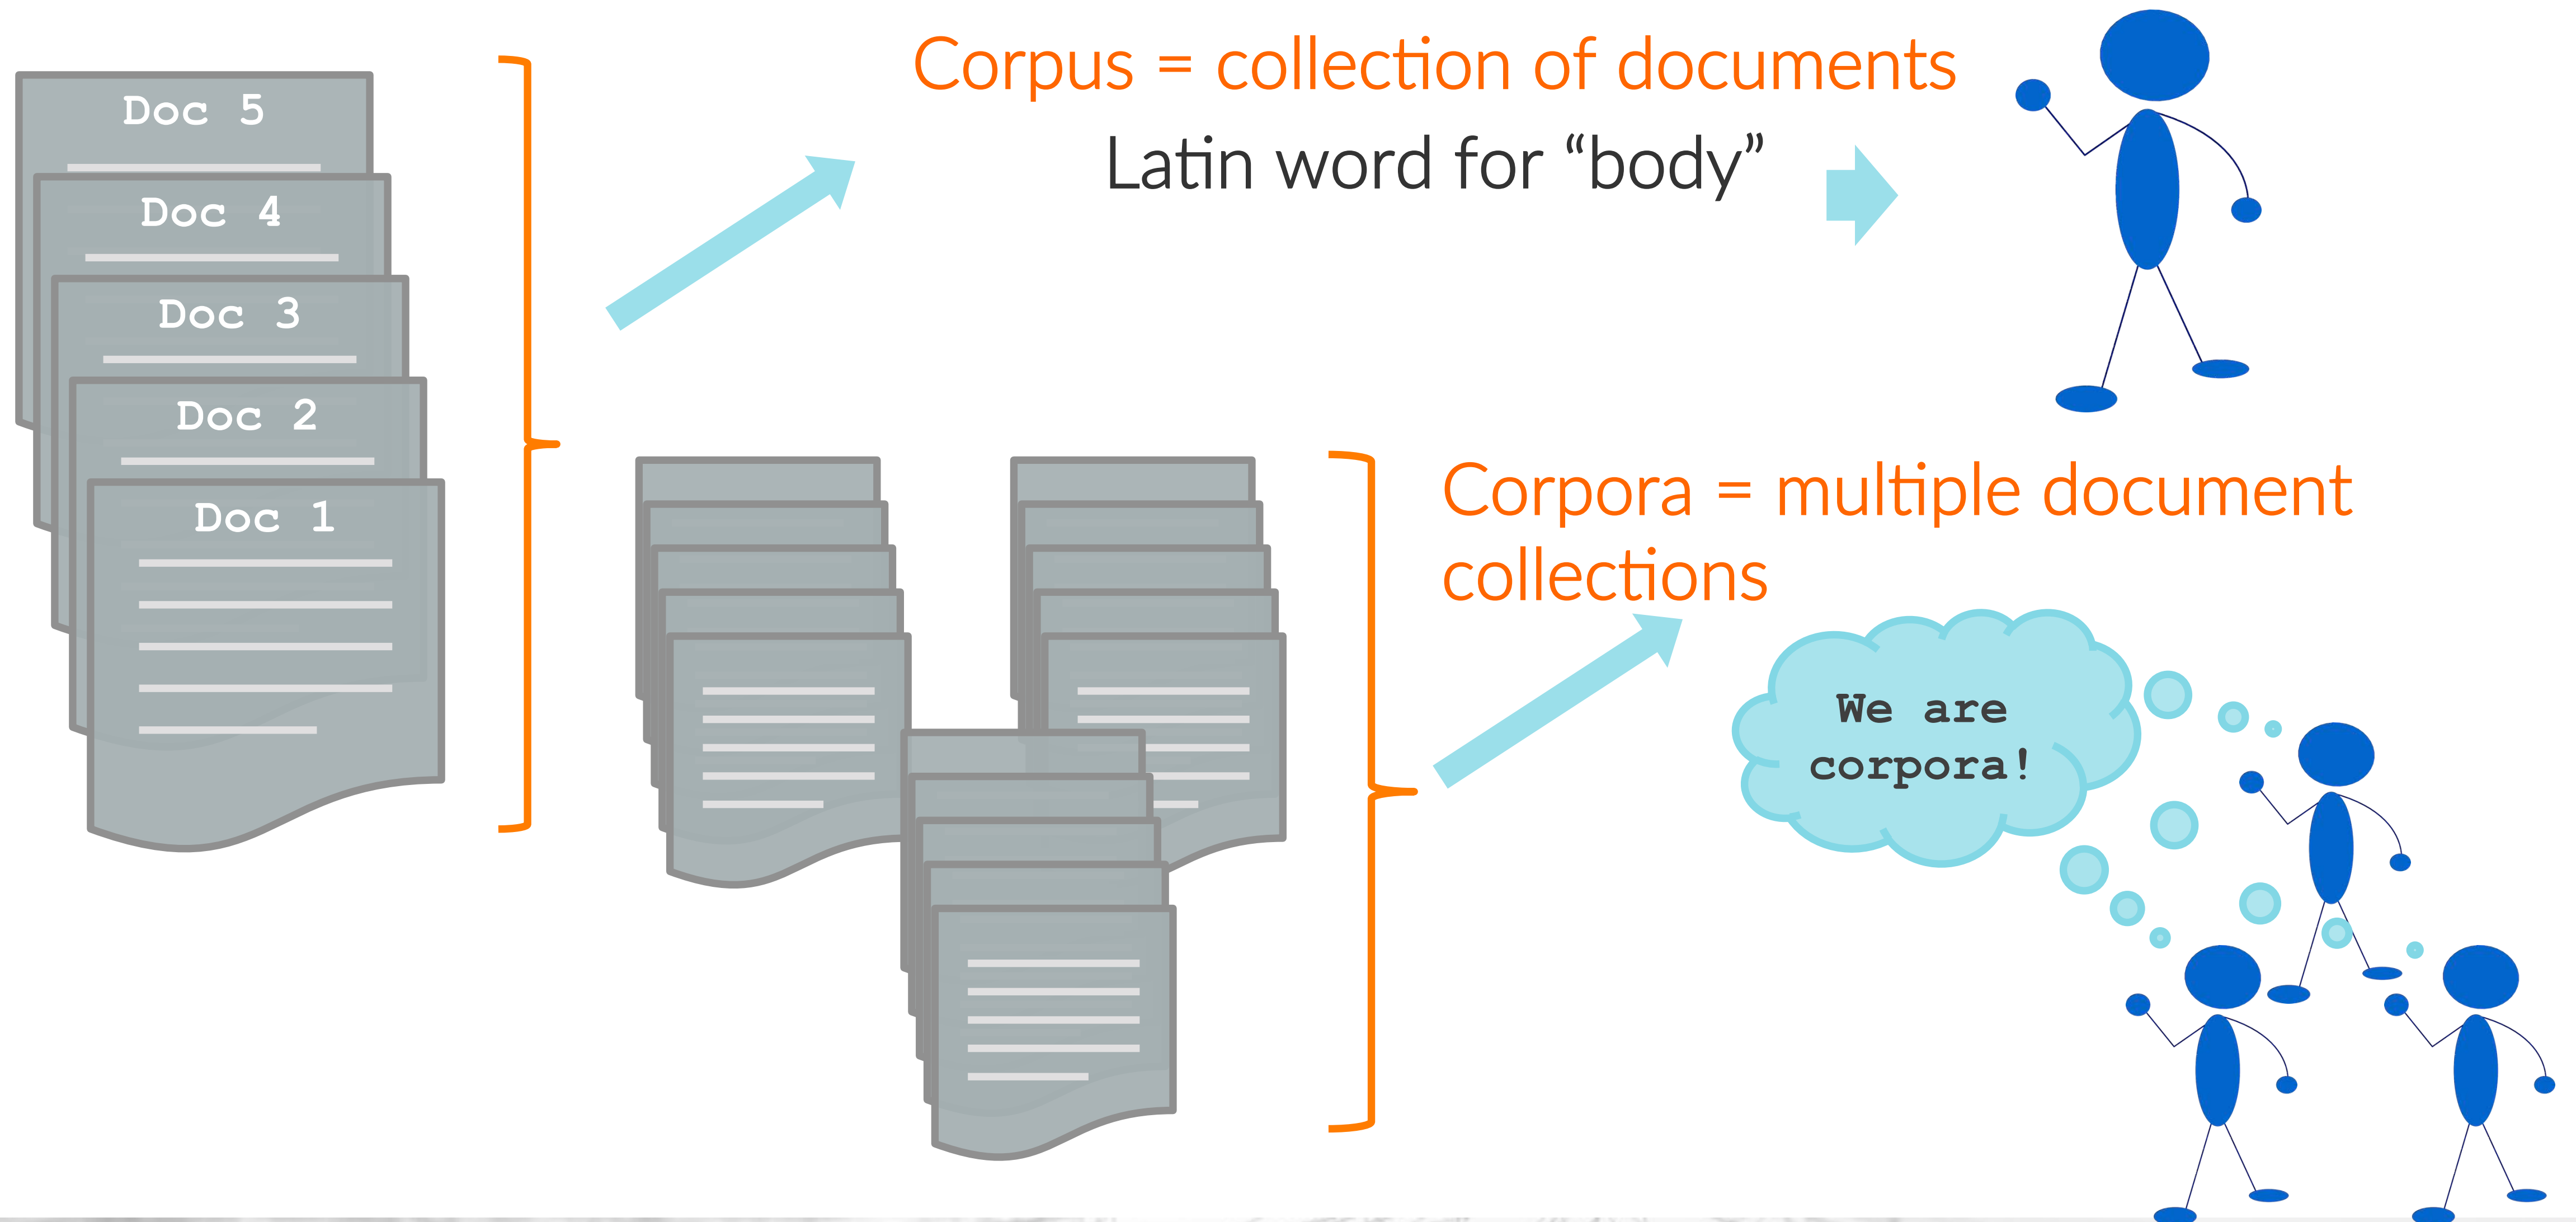 Doc 5
Doc 4
Doc 3
Doc 2
Doc 1
Corpus = collection of documents
Latin word for “body”
Corpora = multiple document
collections
We are
corpora!